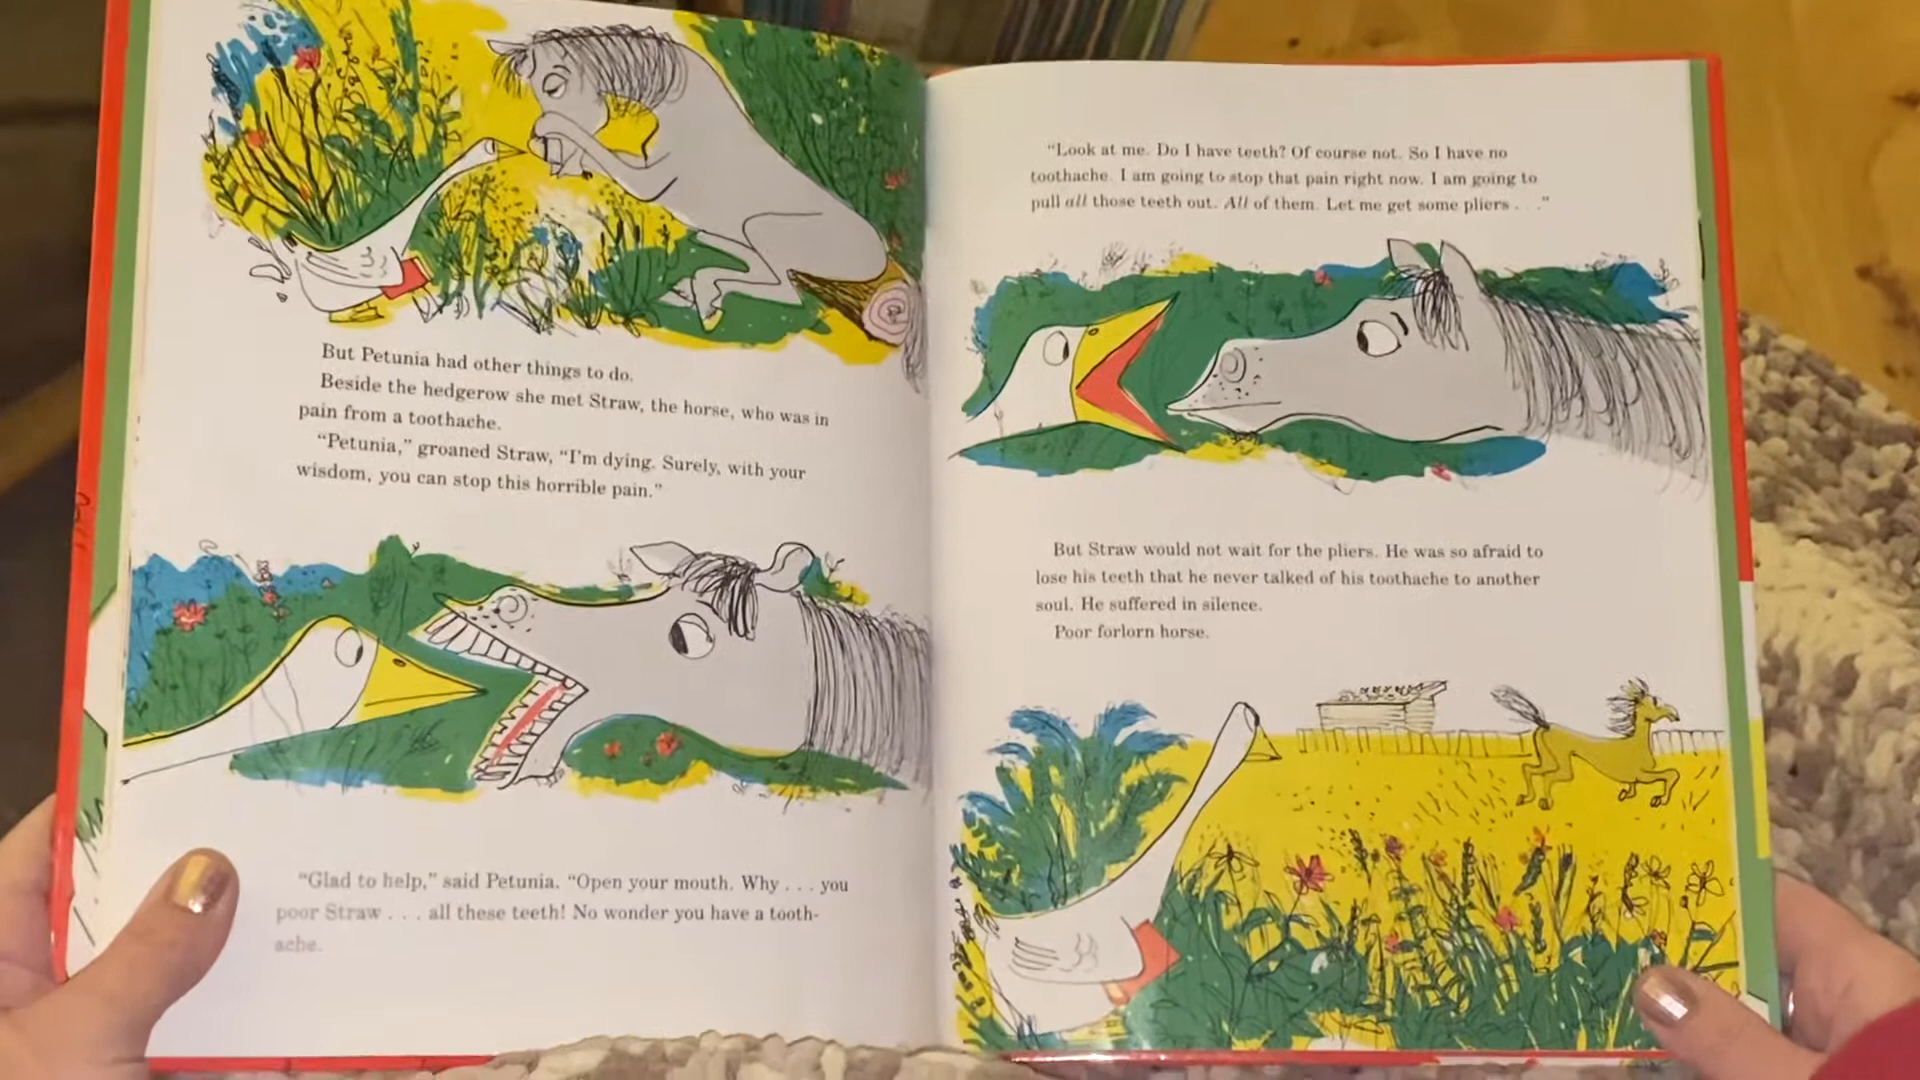 But Petunia had other things to do.
Beside the hedgerow she met Straw, the horse, who was in
pain from a toothache.
“Petunia,” groaned Straw, “I’m dying. Surely, with your
wisdom, you can stop this horrible pain.”
“Glad to help,” said Petunia. “Open your mouth. Why . . . you
poor Straw . . . all these teeth! No wonder you have a tooth-
ache.
“Look at me. Do I have teeth? Of course not. So I have no
toothache. I am going to stop that pain right now. I am going to
pull all those teeth out. All of them. Let me get some pliers . . .”
But Straw would not wait for the pliers. He was so afraid to
lose his teeth that he never talked of his toothache to another
soul. He suffered in silence.
Poor forlorn horse.